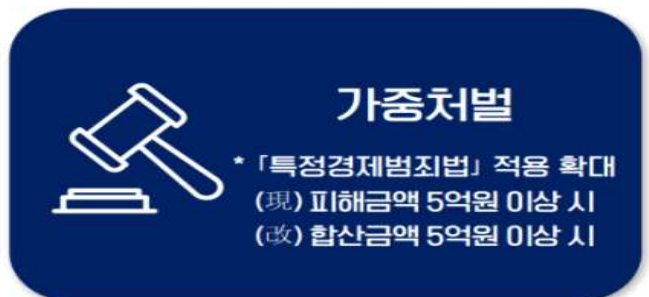 가중처벌
* 「특정경제범죄법」 적용 확대
(現) 피해금액 5억원 이상 시
(改) 합산금액 5억원 이상 시